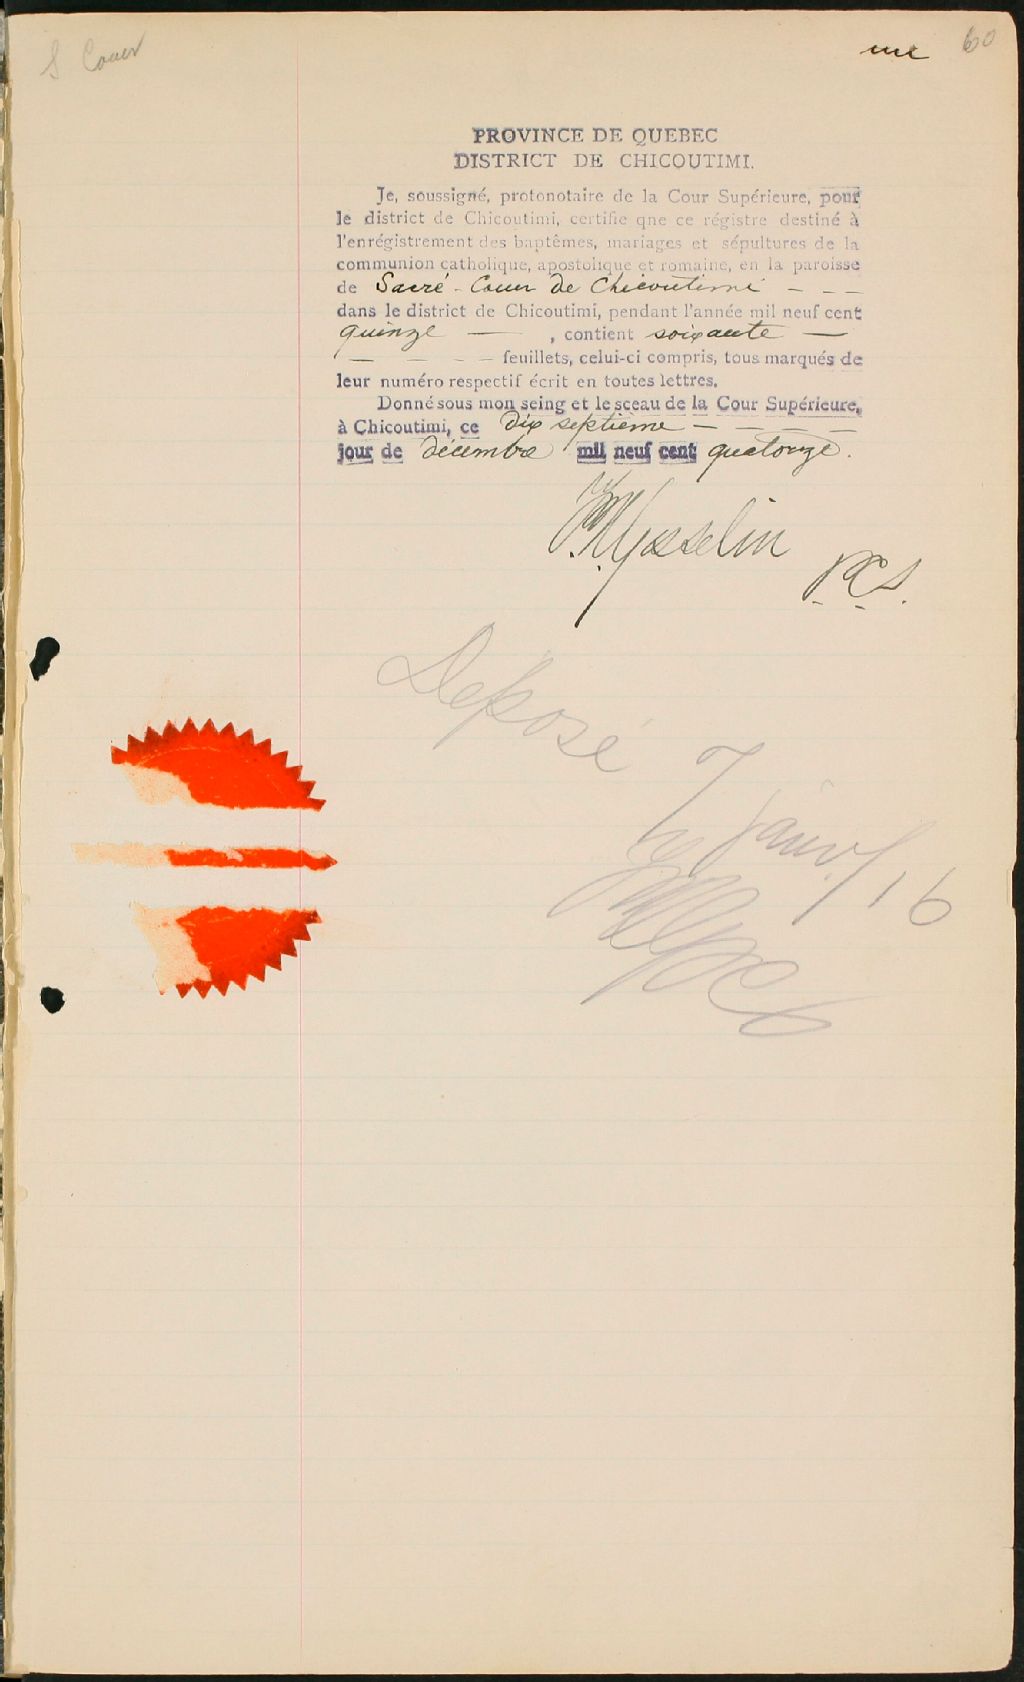 S Coeur
une 60
PROVINCE DE QUEBEC
DISTRICT DE CHICOUTIMI.
Je, soussigné, protonotaire de la Cour Supérieure, pour
le district de Chicoutimi, certifie qne ce régistre destiné à
l'enrégistrement des baptêmes, mariages et sépultures de la
communion catholique, apostolique et romaine, en la paroisse
de Sacré-Coeur de Chicoutimi - - -
dans le district de Chicoutimi, pendant l'année mil neuf cent
quinze — , contient soixante —
— - - - feuillets, celui-ci compris, tous marqués de
leur numéro respectif écrit en toutes lettres.
Donné sous mon seing et le sceau de la Cour Supérieure,
à Chicoutimi, ce dix septième - - - - -
jour de décembre mil neuf cent quatorze.
Gosselin
P.C.S.
Déposé
7 janv/16